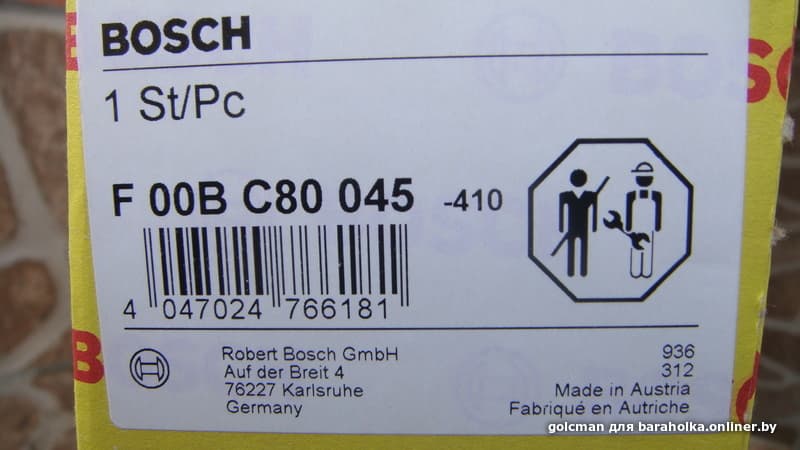 BOSCH
1 St/Pc
F 00B C80 045 -410
4 047024 766181
Robert Bosch GmbH
Auf der Breit 4
76227 Karlsruhe
Germany
936
312
Made in Austria
Fabriqué en Autriche
golcman для baraholka.onliner.by